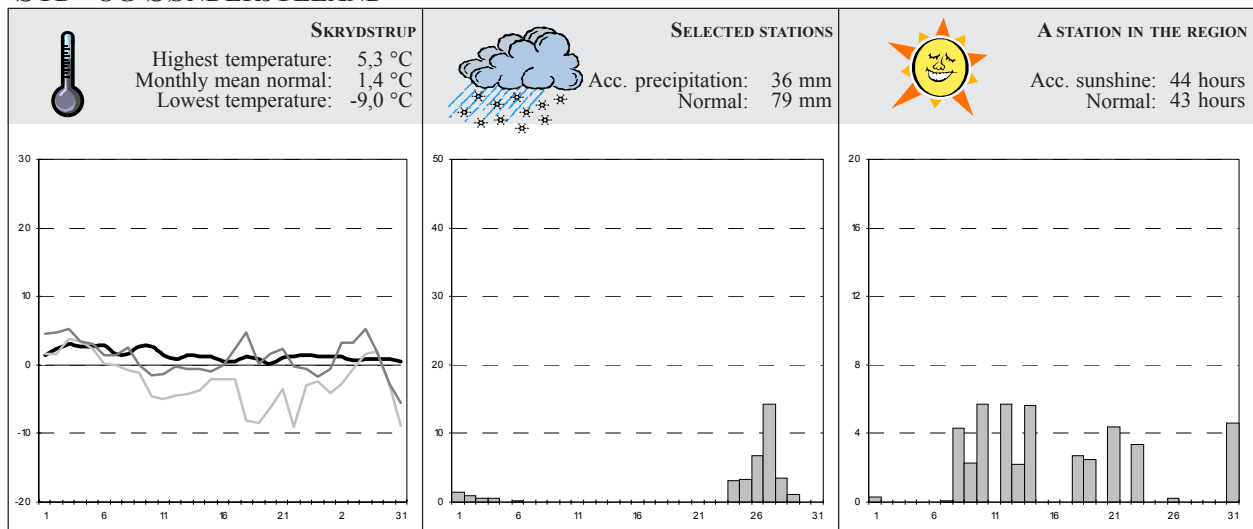 SYD- OG SØNDERJYLLAND
SKRYDSTRUP
Highest temperature: 5,3 °C
Monthly mean normal: 1,4 °C
Lowest temperature: -9,0 °C
SELECTED STATIONS
Acc. precipitation: 36 mm
Normal: 79 mm
A STATION IN THE REGION
Acc. sunshine: 44 hours
Normal: 43 hours
30
20
10
0
-10
-20
1 6 11 16 21 2 31
50
40
30
20
10
0
1 6 11 16 21 26 31
20
16
12
8
4
0
1 6 11 16 21 26 31